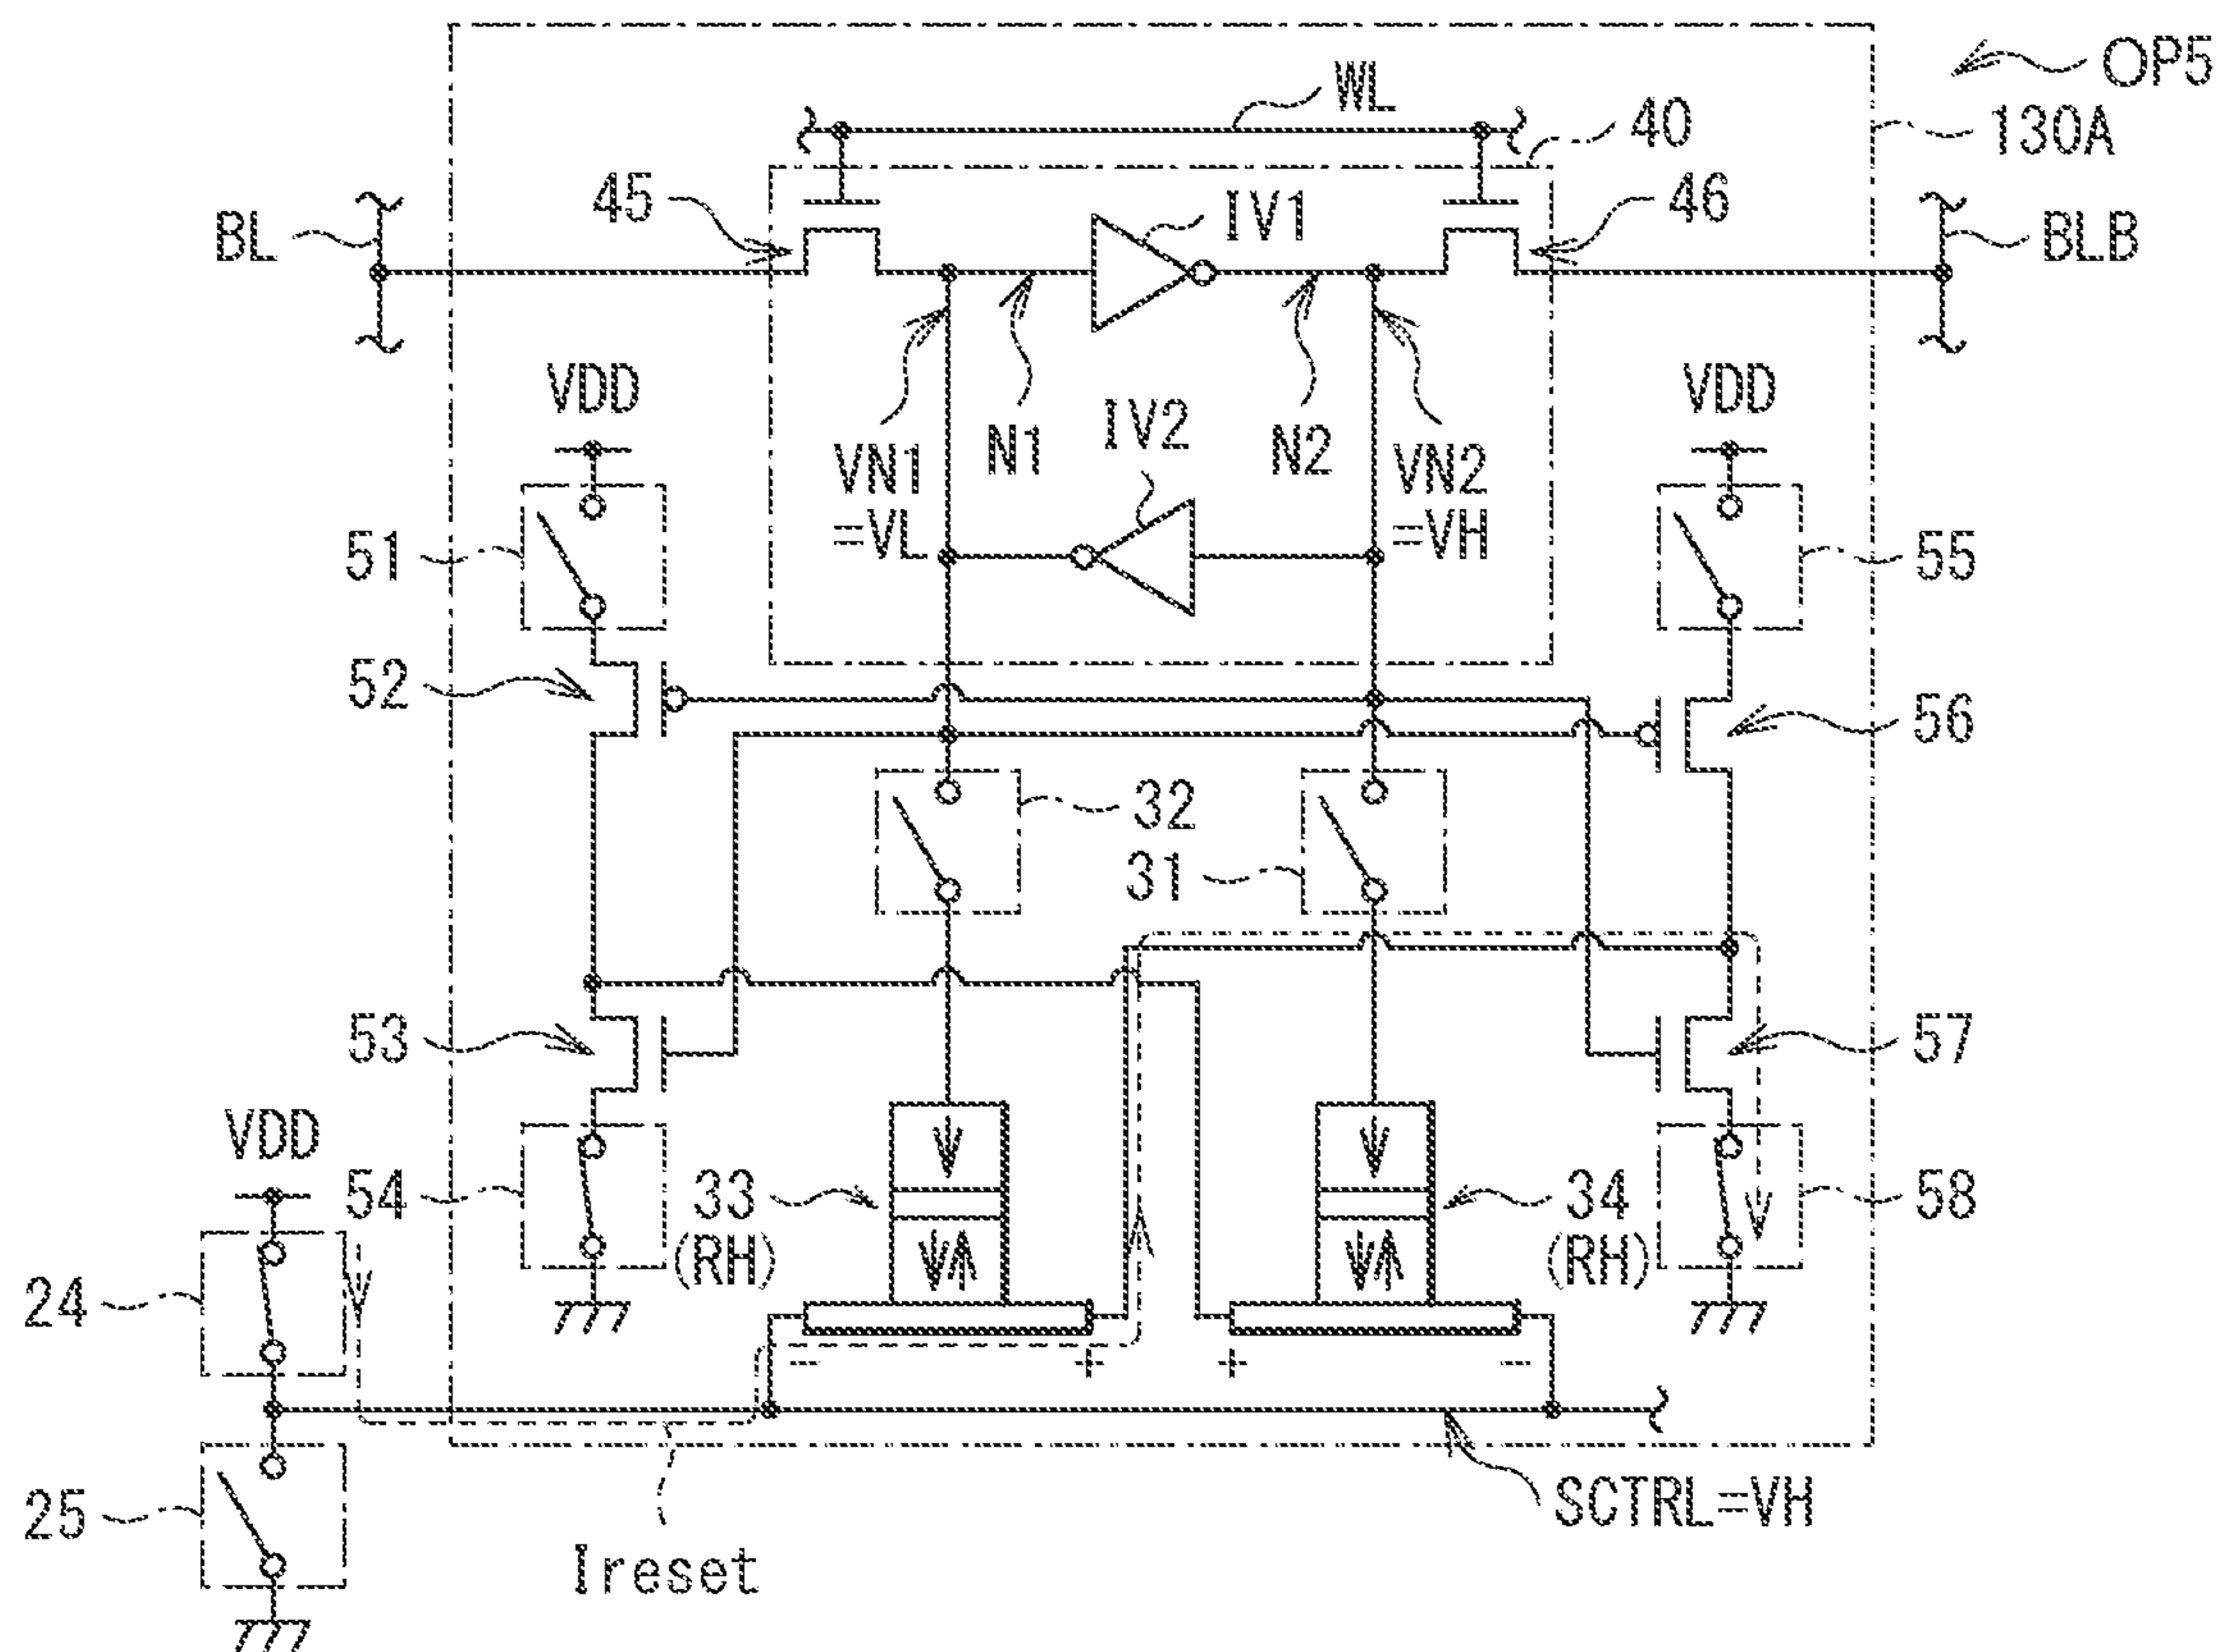 OP5
WL
40
130A
45
IV1
46
BL
BLB
VDD
VDD
IV2
VN1
=VL
N1
N2
VN2
=VH
51
55
52
56
32
31
53
57
VDD
54
33
(RH)
34
(RH)
58
24
-
+
+
-
25
SCTRL=VH
Ireset